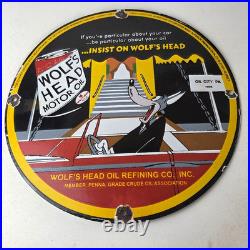 If you're particular about your car
...be particular about your oil
...INSIST ON WOLF'S HEAD
WOLF'S
HEAD
MOTOR OIL
OIL CITY, PA.
WOLF'S HEAD OIL REFINING CO., INC.
MEMBER, PENNA. GRADE CRUDE OIL ASSOCIATION